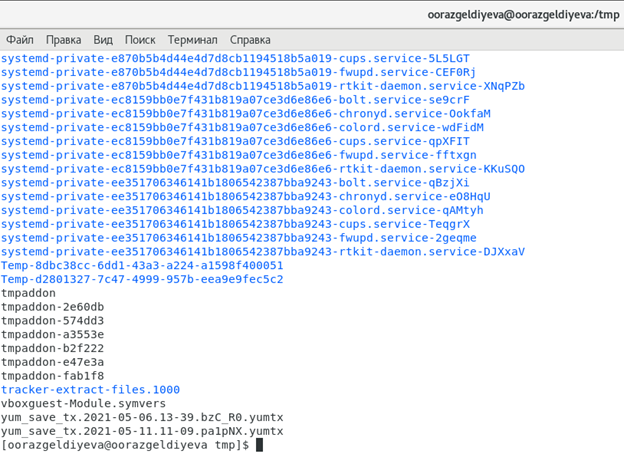 oorazgeldiyeva@oorazgeldiyeva:/tmp
Файл Правка Вид Поиск Терминал Справка
systemd-private-e870b5b4d44e4d7d8cb1194518b5a019-cups.service-5L5LGT
systemd-private-e870b5b4d44e4d7d8cb1194518b5a019-fwupd.service-CEF0Rj
systemd-private-e870b5b4d44e4d7d8cb1194518b5a019-rtkit-daemon.service-XNqPZb
systemd-private-ec8159bb0e7f431b819a07ce3d6e86e6-bolt.service-se9crF
systemd-private-ec8159bb0e7f431b819a07ce3d6e86e6-chronyd.service-OokfaM
systemd-private-ec8159bb0e7f431b819a07ce3d6e86e6-colord.service-wdFidM
systemd-private-ec8159bb0e7f431b819a07ce3d6e86e6-cups.service-qpXFIT
systemd-private-ec8159bb0e7f431b819a07ce3d6e86e6-fwupd.service-fftxgn
systemd-private-ec8159bb0e7f431b819a07ce3d6e86e6-rtkit-daemon.service-KKuSQO
systemd-private-ee351706346141b1806542387bba9243-bolt.service-qBzjXi
systemd-private-ee351706346141b1806542387bba9243-chronyd.service-eO8HqU
systemd-private-ee351706346141b1806542387bba9243-colord.service-qAMtyh
systemd-private-ee351706346141b1806542387bba9243-cups.service-TeqgrX
systemd-private-ee351706346141b1806542387bba9243-fwupd.service-2geqme
systemd-private-ee351706346141b1806542387bba9243-rtkit-daemon.service-DJXxaV
Temp-8dbc38cc-6dd1-43a3-a224-a1598f400051
Temp-d2801327-7c47-4999-957b-eea9e9fec5c2
tmpaddon
tmpaddon-2e60db
tmpaddon-574dd3
tmpaddon-a3553e
tmpaddon-b2f222
tmpaddon-e47e3a
tmpaddon-fab1f8
tracker-extract-files.1000
vboxguest-Module.symvers
yum_save_tx.2021-05-06.13-39.bzC_R0.yumtx
yum_save_tx.2021-05-11.11-09.pa1pNX.yumtx
[oorazgeldiyeva@oorazgeldiyeva tmp]$